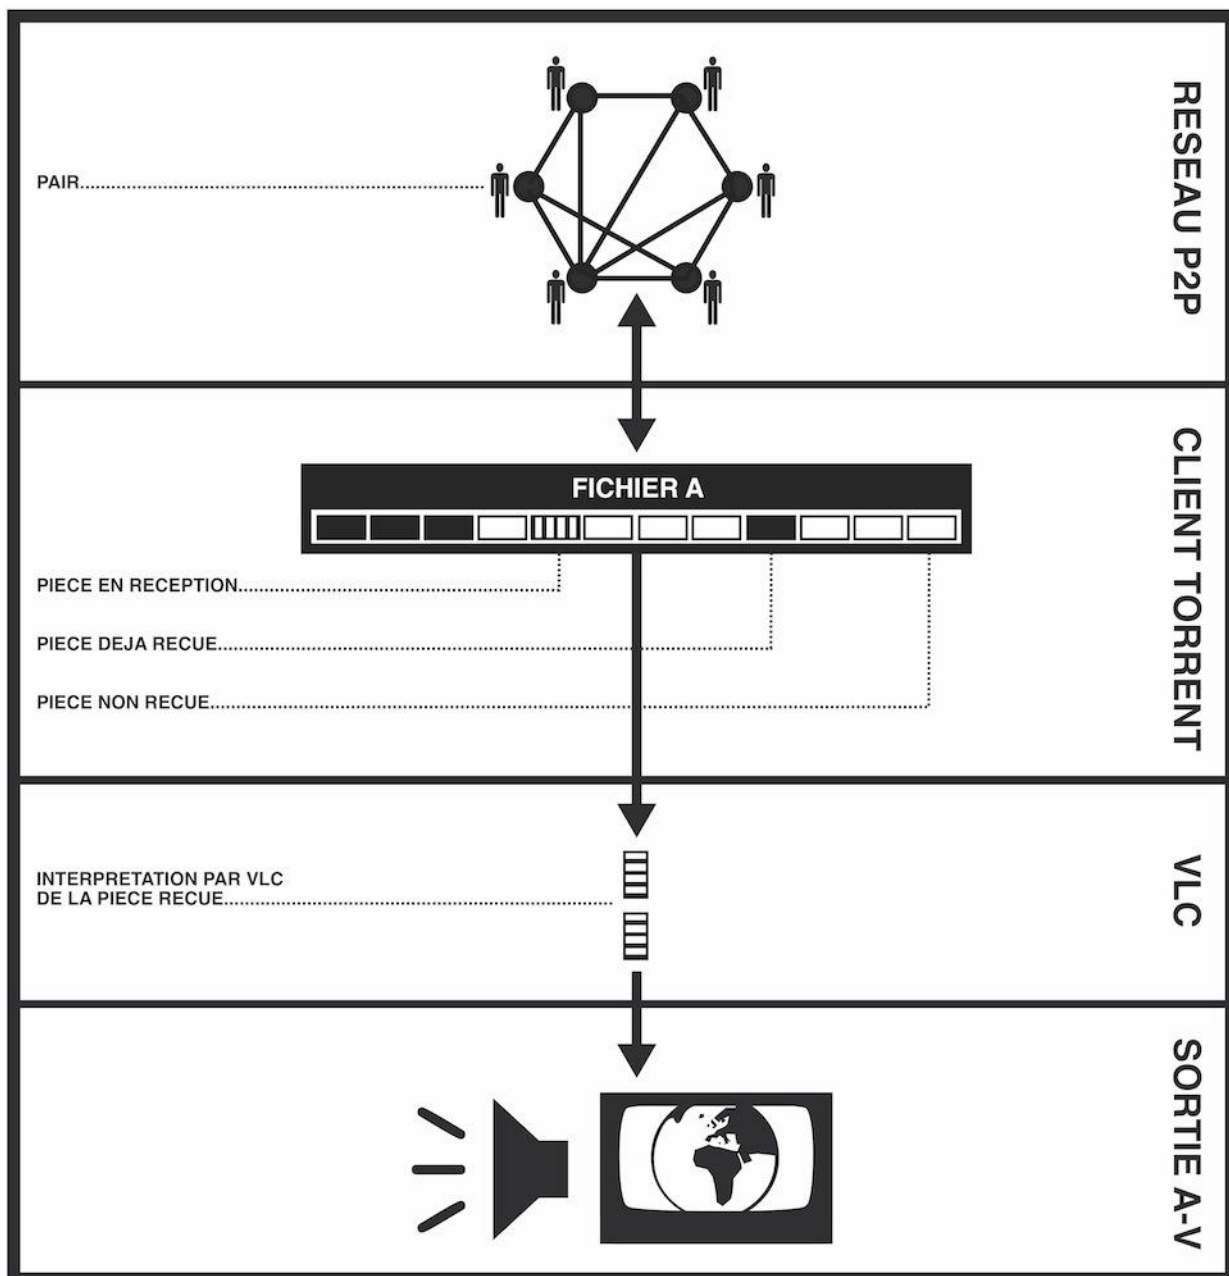 RESEAU P2P
PAIR
CLIENT TORRENT
FICHIER A
PIECE EN RECEPTION
PIECE DEJA RECUE
PIECE NON RECUE
VLC
INTERPRETATION PAR VLC
DE LA PIECE RECUE
SORTIE A-V